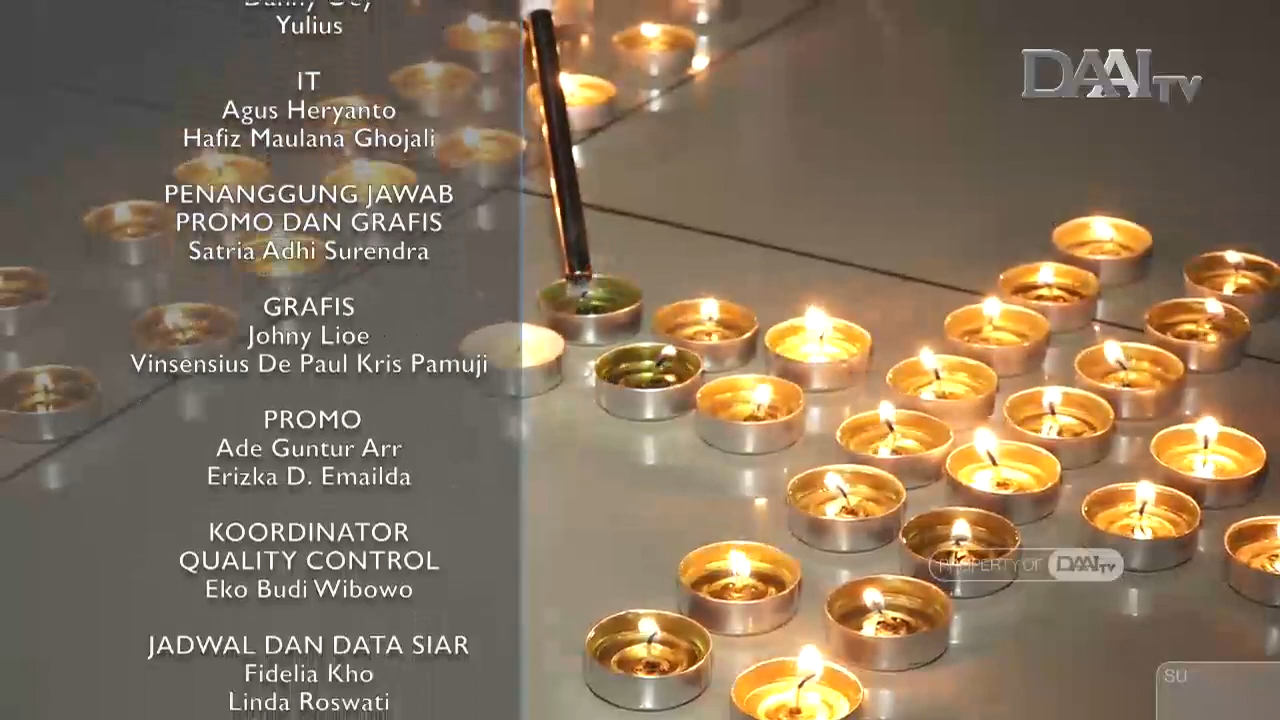 Yulius
IT
Agus Heryanto
Hafiz Maulana Ghojali
PENANGGUNG JAWAB
PROMO DAN GRAFIS
Satria Adhi Surendra
GRAFIS
Johny Lioe
Vinsensius De Paul Kris Pamuji
PROMO
Ade Guntur Arr
Erizka D. Emailda
KOORDINATOR
QUALITY CONTROL
Eko Budi Wibowo
JADWAL DAN DATA SIAR
Fidelia Kho
Linda Roswati
DAAI TV
PROPERTY OF DAAI TV
SU